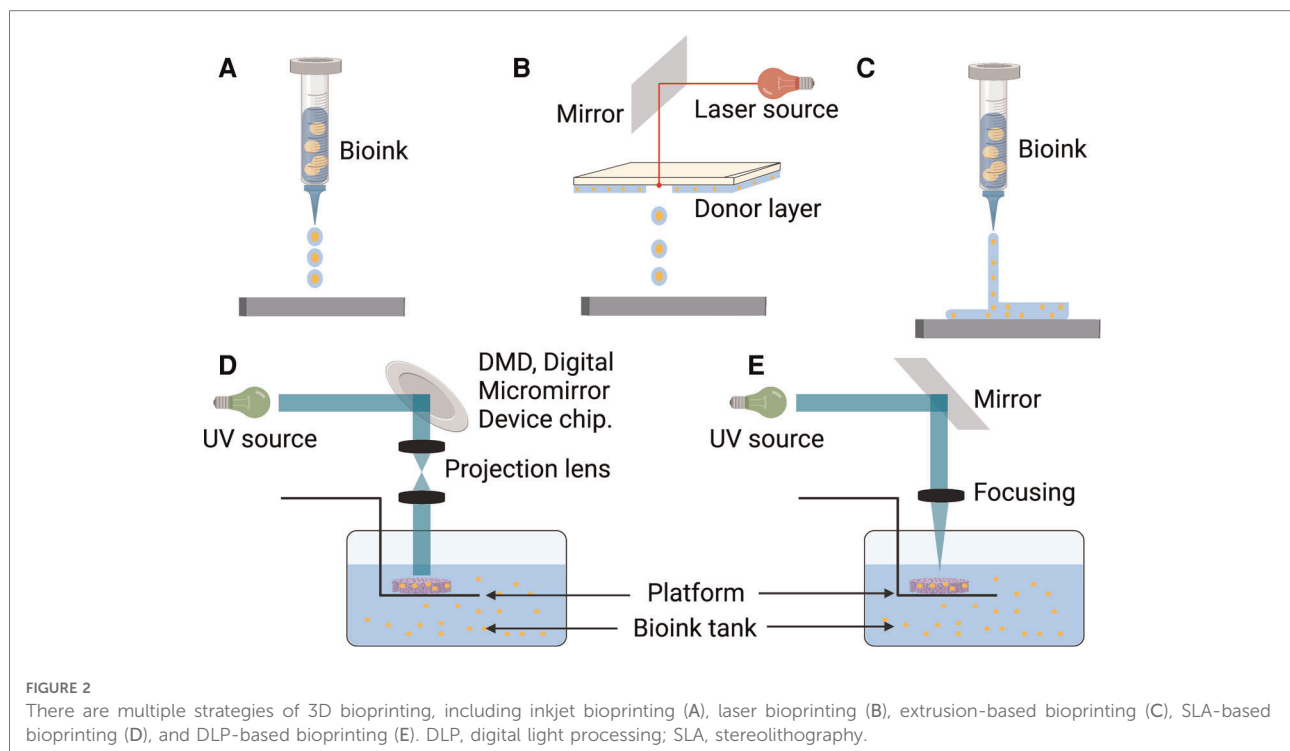 A
Bioink
B
Mirror
Laser source
Donor layer
C
Bioink
D
UV source
DMD, Digital
Micromirror
Device chip.
Projection lens
E
UV source
Mirror
Focusing
Platform
Bioink tank
FIGURE 2
There are multiple strategies of 3D bioprinting, including inkjet bioprinting (A), laser bioprinting (B), extrusion-based bioprinting (C), SLA-based
bioprinting (D), and DLP-based bioprinting (E). DLP, digital light processing; SLA, stereolithography.